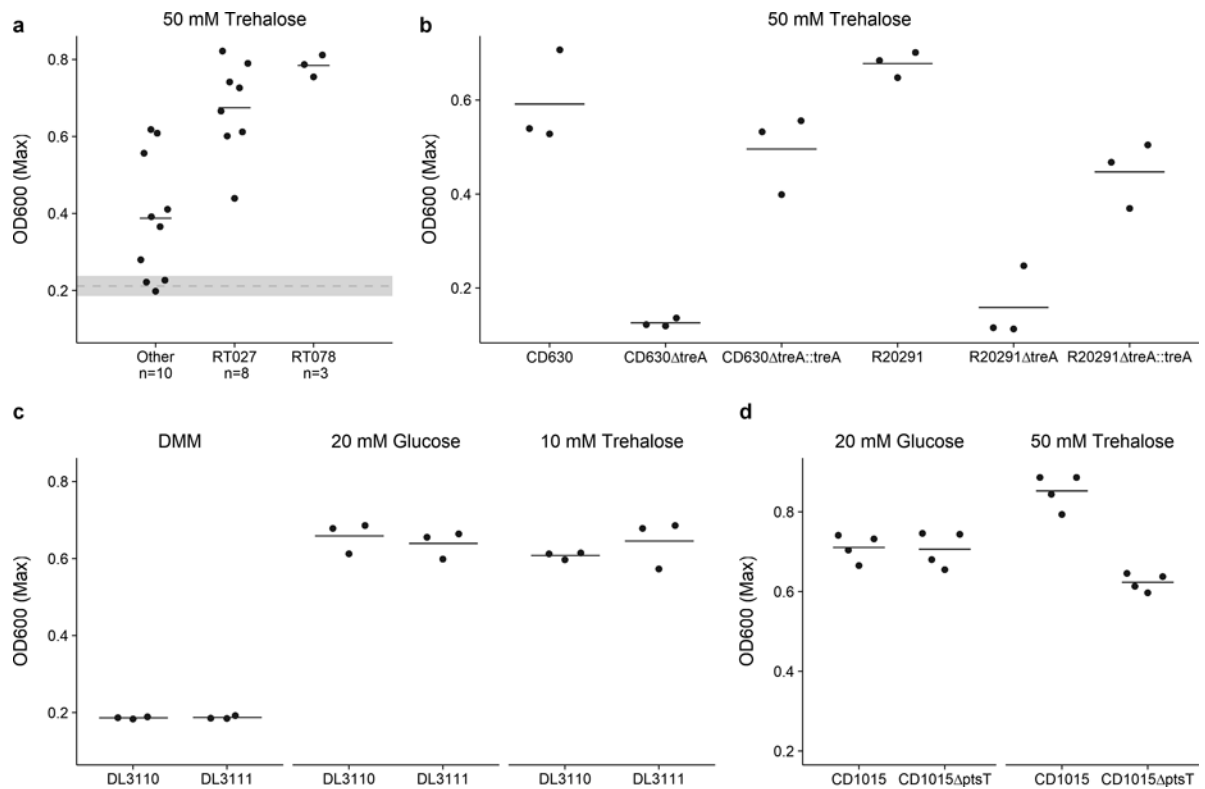 a
50 mM Trehalose
OD600 (Max)
0.8
0.6
0.4
0.2
Other
n=10
RT027
n=8
RT078
n=3
b
50 mM Trehalose
OD600 (Max)
0.6
0.4
0.2
CD630
CD630ΔtreA
CD630ΔtreA::treA
R20291
R20291ΔtreA
R20291ΔtreA::treA
c
DMM
20 mM Glucose
10 mM Trehalose
OD600 (Max)
0.8
0.6
0.4
0.2
DL3110
DL3111
DL3110
DL3111
DL3110
DL3111
d
20 mM Glucose
50 mM Trehalose
OD600 (Max)
0.8
0.6
0.4
0.2
CD1015
CD1015ΔptsT
CD1015
CD1015ΔptsT